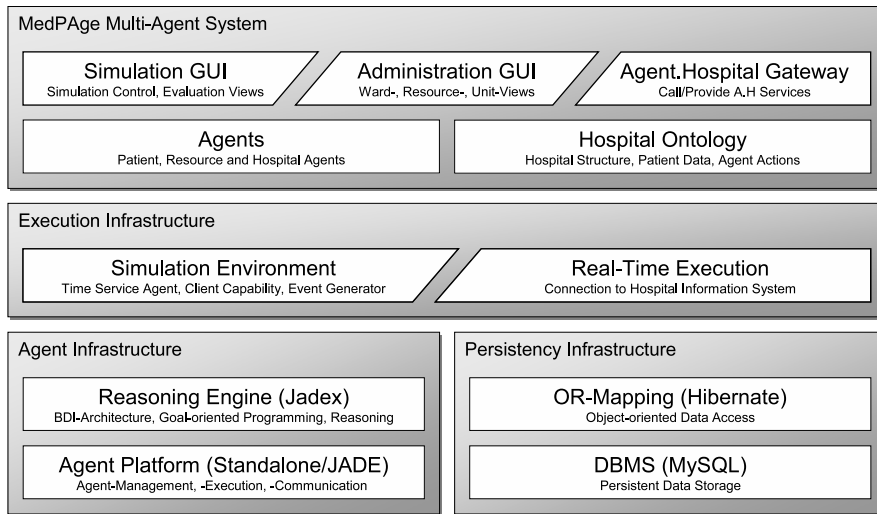 MedPAge Multi-Agent System
Simulation GUI
Simulation Control, Evaluation Views
Administration GUI
Ward-, Resource-, Unit-Views
Agent.Hospital Gateway
Call/Provide A.H Services
Agents
Patient, Resource and Hospital Agents
Hospital Ontology
Hospital Structure, Patient Data, Agent Actions
Execution Infrastructure
Simulation Environment
Time Service Agent, Client Capability, Event Generator
Real-Time Execution
Connection to Hospital Information System
Agent Infrastructure
Reasoning Engine (Jadex)
BDI-Architecture, Goal-oriented Programming, Reasoning
Agent Platform (Standalone/JADE)
Agent-Management, -Execution, -Communication
Persistency Infrastructure
OR-Mapping (Hibernate)
Object-oriented Data Access
DBMS (MySQL)
Persistent Data Storage